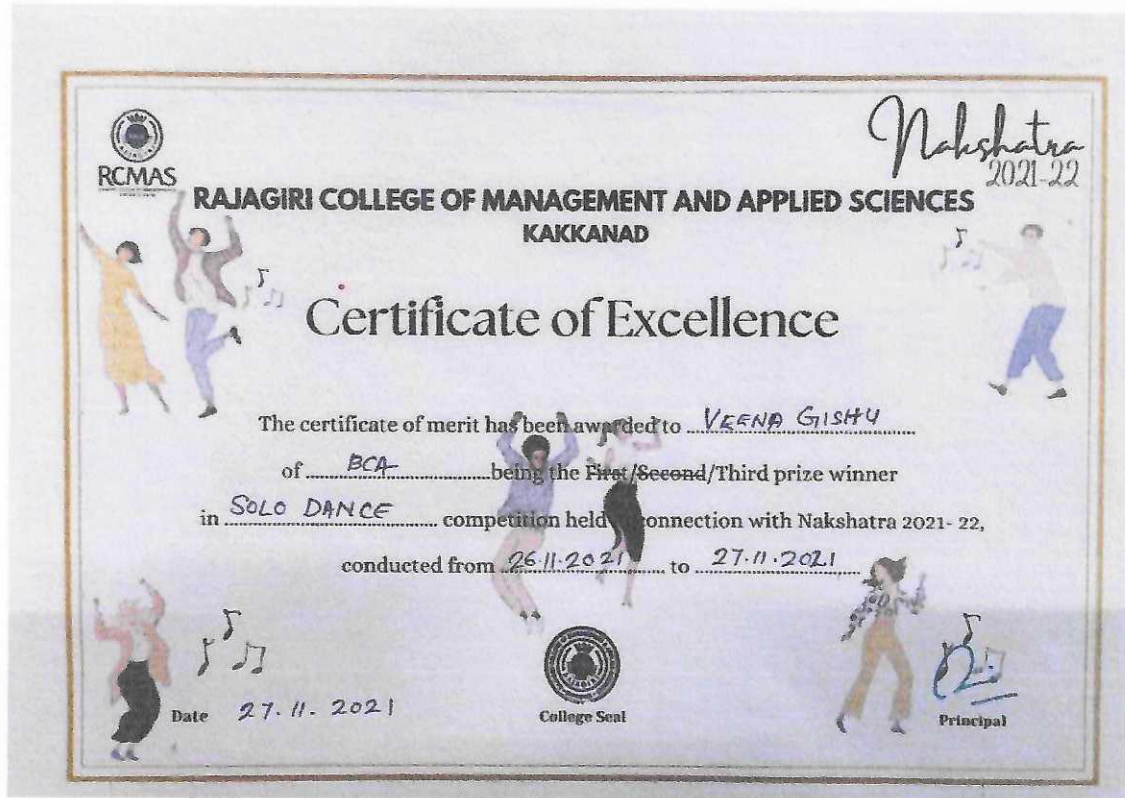 Nakshatra
2021-22
RCMAS
RAJAGIRI COLLEGE OF MANAGEMENT AND APPLIED SCIENCES
KAKKANAD
Certificate of Excellence
The certificate of merit has been awarded to VEENA GISHU
of BCA being the First/Second/Third prize winner
in SOLO DANCE competition held connection with Nakshatra 2021- 22,
conducted from 26.11.2021 to 27.11.2021
Date 27.11.2021
College Seal
Principal